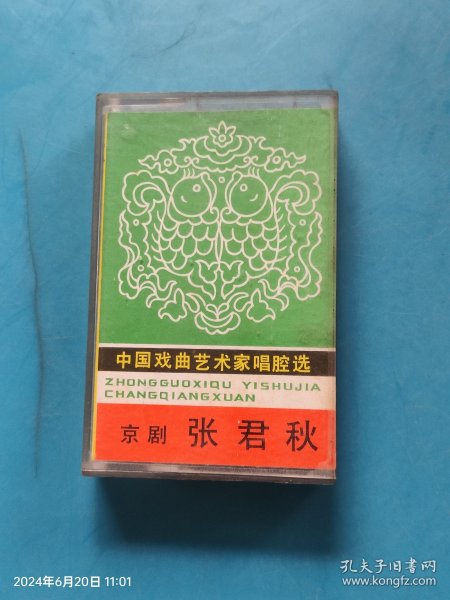 中国戏曲艺术家唱腔选
ZHONGGUOXIQU YISHUJIA
CHANGQIANGXUAN
京剧 张君秋
2024年6月20日 11:01
孔夫子旧书网
www.kongfz.com